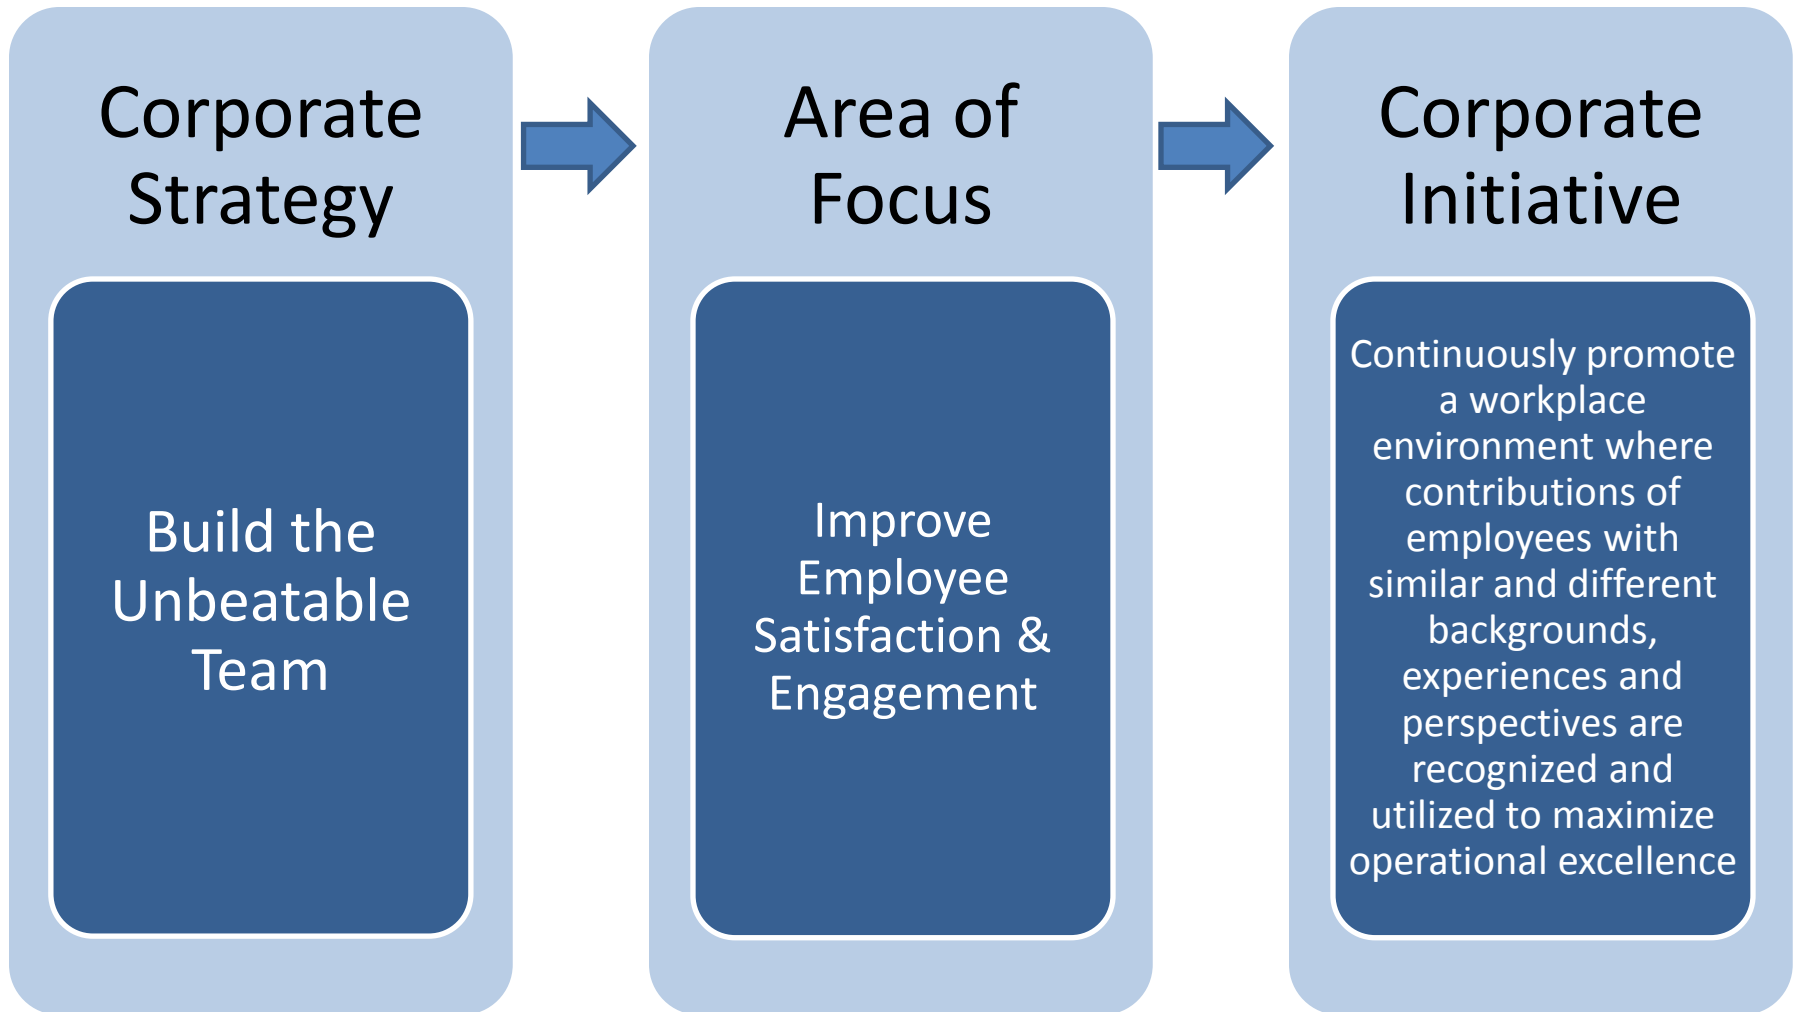 Corporate
Strategy
Build the
Unbeatable
Team
Area of
Focus
Improve
Employee
Satisfaction &
Engagement
Corporate
Initiative
Continuously promote
a workplace
environment where
contributions of
employees with
similar and different
backgrounds,
experiences and
perspectives are
recognized and
utilized to maximize
operational excellence